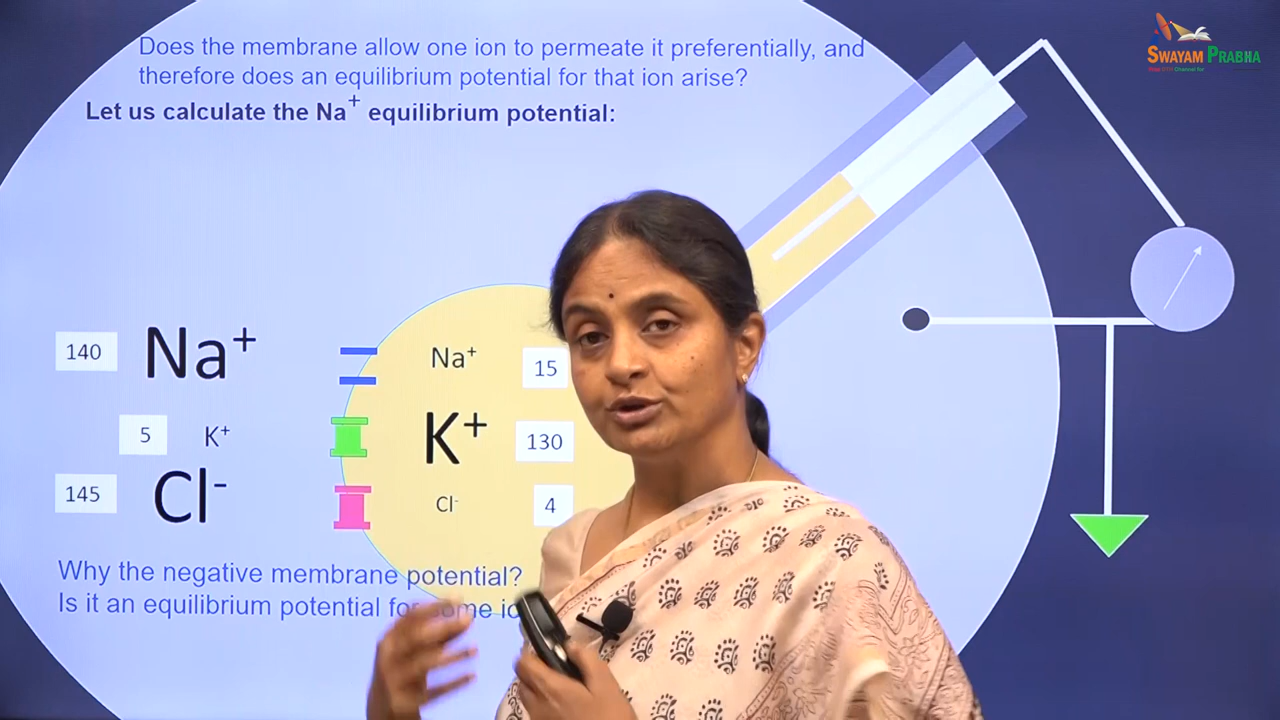 Does the membrane allow one ion to permeate it preferentially, and
therefore does an equilibrium potential for that ion arise?
Let us calculate the Na⁺ equilibrium potential:
SWAYAM PRABHA
140 Na⁺ Na⁺ 15
5 K⁺ K⁺ 130
145 Cl⁻ Cl⁻ 4
Why the negative membrane potential?
Is it an equilibrium potential for some